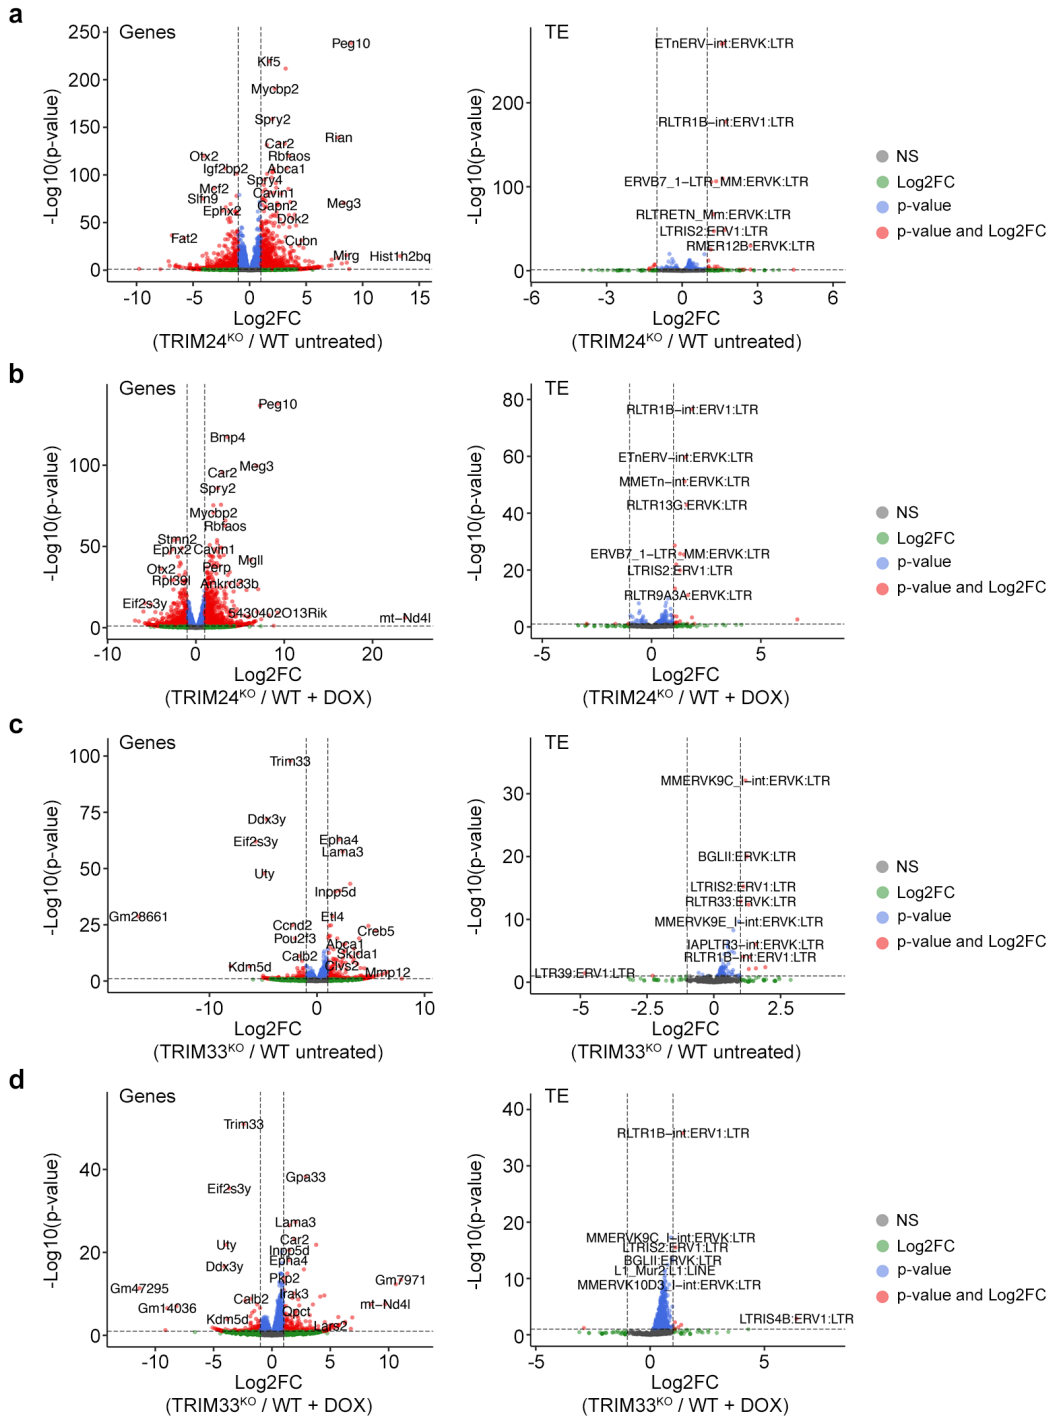 a
Genes
-Log10(p-value)
250
200
150
100
50
0
Peg10
Klf5
Mycbp2
Spry2
Rian
Car2
Otx2
Rbfaos
Igf2bp2
Abca1
Spry4
Mcf2
Cavin1
Slfn9
Capn2
Meg3
Ephx2
Dok2
Fat2
Cubn
Mirg
Hist1h2bq
-10
-5
0
5
10
15
Log2FC
(TRIM24KO / WT untreated)
TE
-Log10(p-value)
200
100
0
ETnERV-int:ERVK:LTR
RLTR1B-int:ERV1:LTR
ERVB7_1-LTR_MM:ERVK:LTR
RLTRETN_Mm:ERVK:LTR
LTRIS2:ERV1:LTR
RMER12B:ERVK:LTR
-6
-3
0
3
6
Log2FC
(TRIM24KO / WT untreated)
NS
Log2FC
p-value
p-value and Log2FC
b
Genes
-Log10(p-value)
100
50
0
Peg10
Bmp4
Meg3
Car2
Spry2
Mycbp2
Rbfaos
Stmn2
Ephx2
Cavin1
Mgll
Otx2
Perp
Rpl39l
Ankrd33b
Eif2s3y
5430402O13Rik
mt-Nd4l
-10
0
10
20
Log2FC
(TRIM24KO / WT + DOX)
TE
-Log10(p-value)
80
60
40
20
0
RLTR1B-int:ERV1:LTR
ETnERV-int:ERVK:LTR
MMETn-int:ERVK:LTR
RLTR13G:ERVK:LTR
ERVB7_1-LTR_MM:ERVK:LTR
LTRIS2:ERV1:LTR
RLTR9A3A:ERVK:LTR
-5
0
5
Log2FC
(TRIM24KO / WT + DOX)
NS
Log2FC
p-value
p-value and Log2FC
c
Genes
-Log10(p-value)
100
75
50
25
0
Trim33
Ddx3y
Eif2s3y
Epha4
Lama3
Uty
Inpp5d
Gm28661
Etl4
Ccnd2
Creb5
Pou2f3
Abca1
Calb2
Skida1
Kdm5d
Clvs2
Mmp12
-10
0
10
Log2FC
(TRIM33KO / WT untreated)
TE
-Log10(p-value)
30
20
10
0
MMERVK9C_I-int:ERVK:LTR
BGLII:ERVK:LTR
LTRIS2:ERV1:LTR
RLTR33:ERVK:LTR
MMERVK9E_I-int:ERVK:LTR
IAPLTR3-int:ERVK:LTR
RLTR1B-int:ERV1:LTR
LTR39:ERV1:LTR
-5
-2.5
0
2.5
Log2FC
(TRIM33KO / WT untreated)
NS
Log2FC
p-value
p-value and Log2FC
d
Genes
-Log10(p-value)
40
20
0
Trim33
Gpa33
Eif2s3y
Lama3
Uty
Car2
Inpp5d
Ddx3y
Epha4
Pkp2
Gm7971
Gm47295
Irak3
Calb2
mt-Nd4l
Gm14036
Qpct
Kdm5d
Lars2
-10
-5
0
5
10
Log2FC
(TRIM33KO / WT + DOX)
TE
-Log10(p-value)
40
30
20
10
0
RLTR1B-int:ERV1:LTR
MMERVK9C_I-int:ERVK:LTR
LTRIS2:ERV1:LTR
BGLII:ERVK:LTR
L1_Mur2:L1:LINE
MMERVK10D3_I-int:ERVK:LTR
LTRIS4B:ERV1:LTR
-5
0
5
Log2FC
(TRIM33KO / WT + DOX)
NS
Log2FC
p-value
p-value and Log2FC